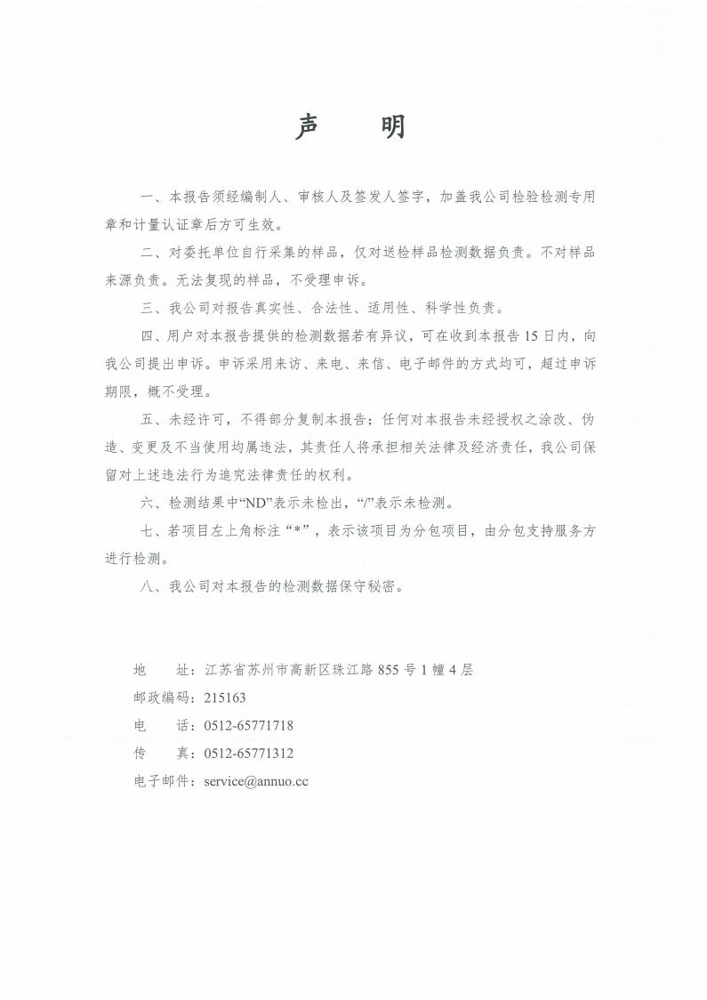 声 明
一、本报告须经编制人、审核人及签发人签字，加盖我公司检验检测专用
章和计量认证章后方可生效。
二、对委托单位自行采集的样品，仅对送检样品检测数据负责。不对样品
来源负责。无法复现的样品，不受理申诉。
三、我公司对报告真实性、合法性、适用性、科学性负责。
四、用户对本报告提供的检测数据若有异议，可在收到本报告 15 日内，向
我公司提出申诉。申诉采用来访、来电、来信、电子邮件的方式均可，超过申诉
期限，概不受理。
五、未经许可，不得部分复制本报告；任何对本报告未经授权之涂改、伪
造、变更及不当使用均属违法，其责任人将承担相关法律及经济责任，我公司保
留对上述违法行为追究法律责任的权利。
六、检测结果中“ND”表示未检出，“/”表示未检测。
七、若项目左上角标注“*”，表示该项目为分包项目，由分包支持服务方
进行检测。
八、我公司对本报告的检测数据保守秘密。
地 址：江苏省苏州市高新区珠江路 855 号 1 幢 4 层
邮政编码：215163
电 话：0512-65771718
传 真：0512-65771312
电子邮件：service@annuo.cc